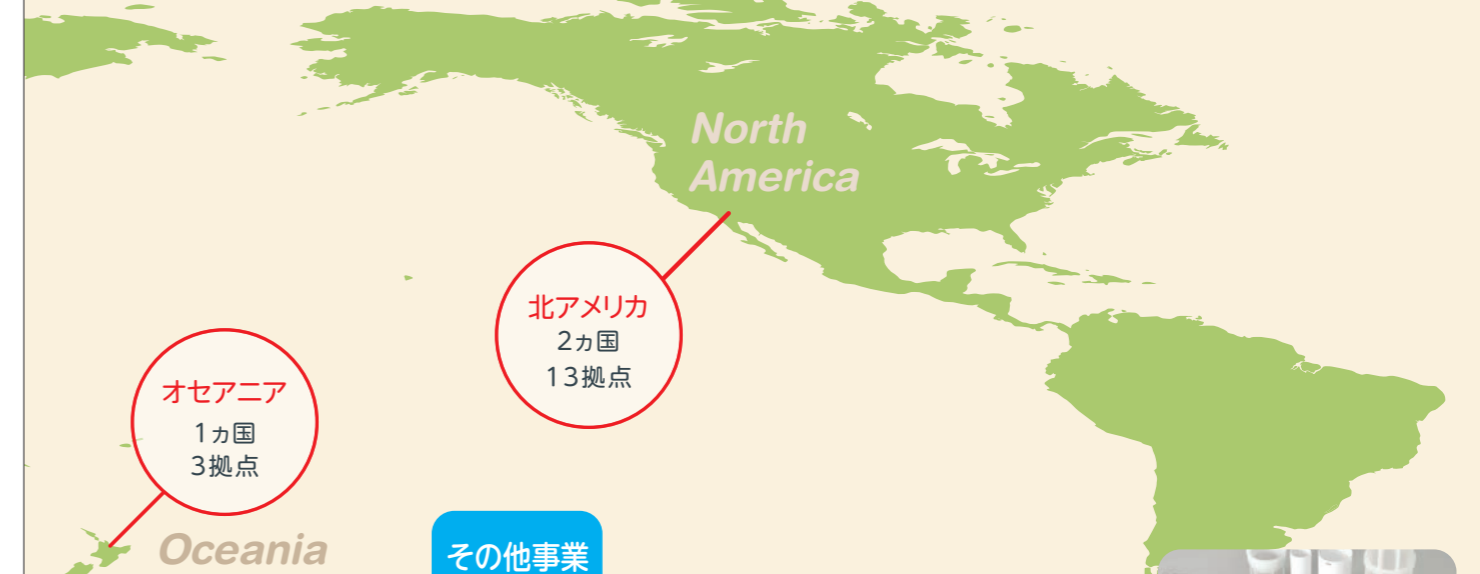 North
America
北アメリカ
2ヵ国
13拠点
オセアニア
1ヵ国
3拠点
Oceania
その他事業